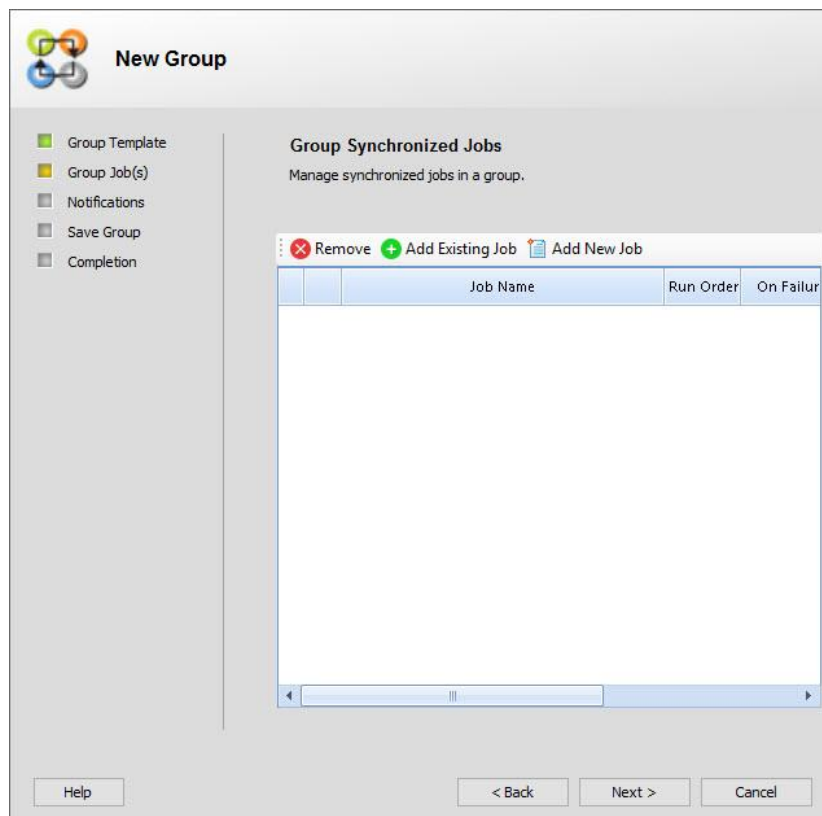 New Group
Group Template
Group Job(s)
Notifications
Save Group
Completion
Group Synchronized Jobs
Manage synchronized jobs in a group.
Remove Add Existing Job Add New Job
Job Name Run Order On Failur
Help < Back Next > Cancel